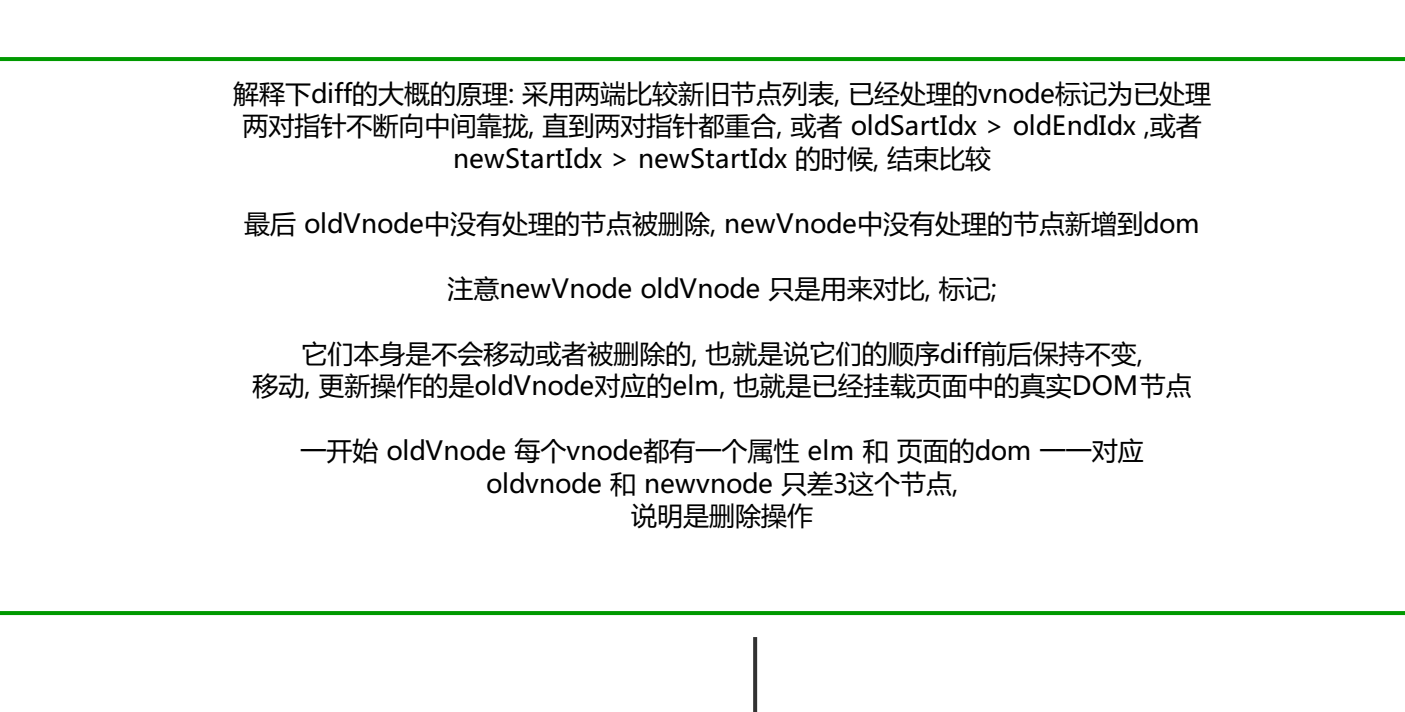 解释下diff的大概的原理: 采用两端比较新旧节点列表, 已经处理的vnode标记为已处理
两对指针不断向中间靠拢, 直到两对指针都重合, 或者 oldSartIdx > oldEndIdx ,或者
newStartIdx > newStartIdx 的时候, 结束比较
最后 oldVnode中没有处理的节点被删除, newVnode中没有处理的节点新增到dom
注意newVnode oldVnode 只是用来对比, 标记;
它们本身是不会移动或者被删除的, 也就是说它们的顺序diff前后保持不变,
移动, 更新操作的是oldVnode对应的elm, 也就是已经挂载页面中的真实DOM节点
一开始 oldVnode 每个vnode都有一个属性 elm 和 页面的dom 一一对应
oldvnode 和 newvnode 只差3这个节点,
说明是删除操作